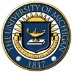 THE UNIVERSITY OF MICHIGAN
1817